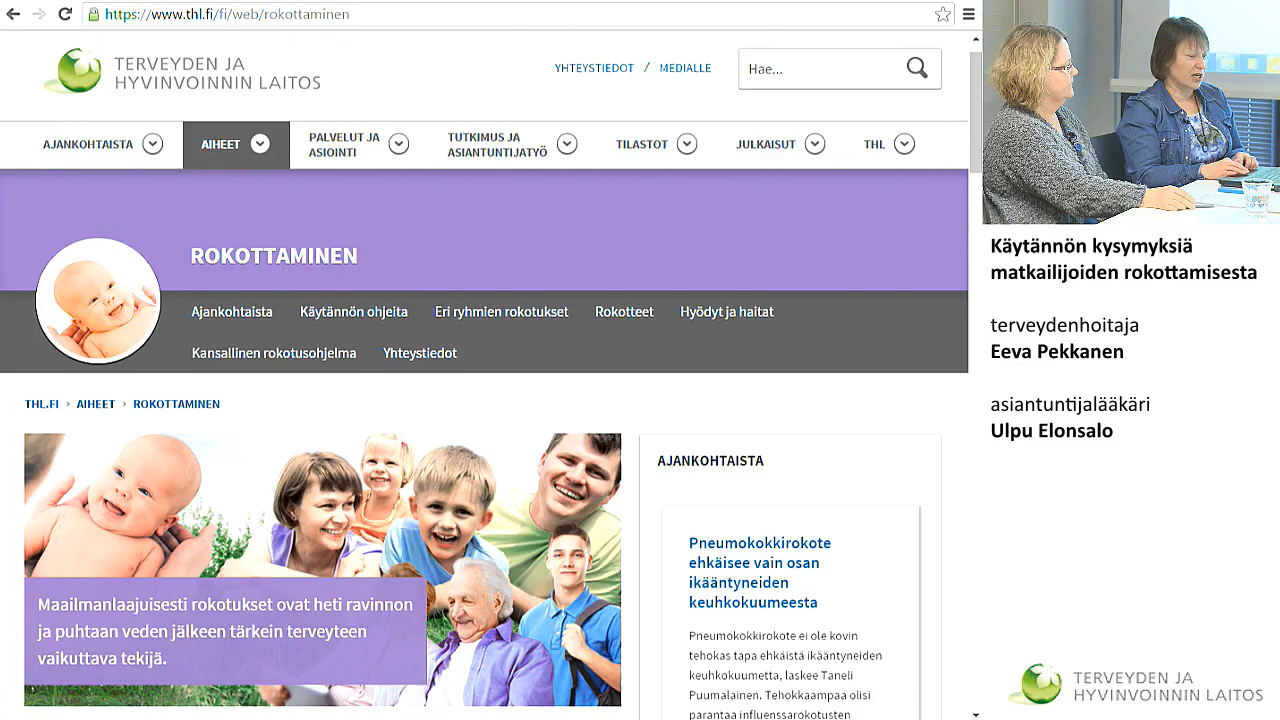 https://www.thl.fi/fi/web/rokottaminen
TERVEYDEN JA
HYVINVOINNIN LAITOS
YHTEYSTIEDOT / MEDIALLE
Hae...
AJANKOHTAISTA
AIHEET
PALVELUT JA
ASIOINTI
TUTKIMUS JA
ASIANTUNTIJATYÖ
TILASTOT
JULKAISUT
THL
ROKOTTAMINEN
Ajankohtaista
Käytännön ohjeita
Eri ryhmien rokotukset
Rokotteet
Hyödyt ja haitat
Kansallinen rokotusohjelma
Yhteystiedot
THL.FI › AIHEET › ROKOTTAMINEN
Maailmanlaajuisesti rokotukset ovat heti ravinnon
ja puhtaan veden jälkeen tärkein terveyteen
vaikuttava tekijä.
AJANKOHTAISTA
Pneumokokkirokote
ehkäisee vain osan
ikääntyneiden
keuhkokuumeesta
Pneumokokkirokote ei ole kovin
tehokas tapa ehkäistä ikääntyneiden
keuhkokuumetta, laskee Taneli
Puumalainen. Tehokkaampaa olisi
parantaa influenssarokotusten
Käytännön kysymyksiä
matkailijoiden rokottamisesta
terveydenhoitaja
Eeva Pekkanen
asiantuntijalääkäri
Ulpu Elonsalo
TERVEYDEN JA
HYVINVOINNIN LAITOS